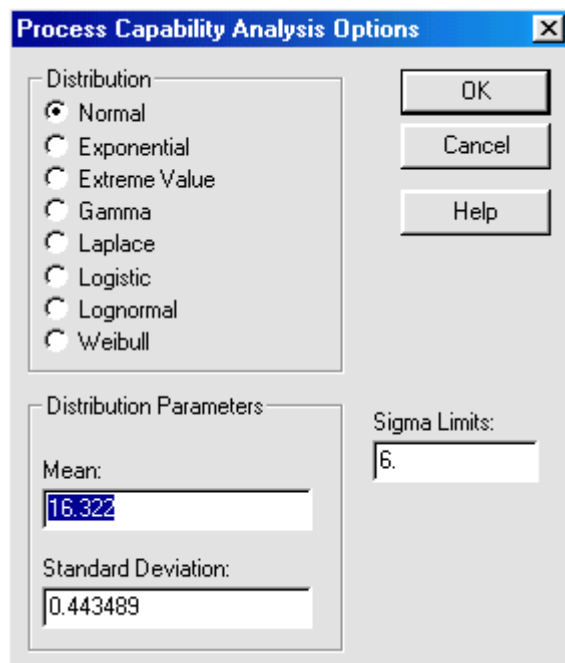 Process Capability Analysis Options
Distribution
Normal
Exponential
Extreme Value
Gamma
Laplace
Logistic
Lognormal
Weibull
OK
Cancel
Help
Distribution Parameters
Mean:
16.322
Standard Deviation:
0.443489
Sigma Limits:
6.